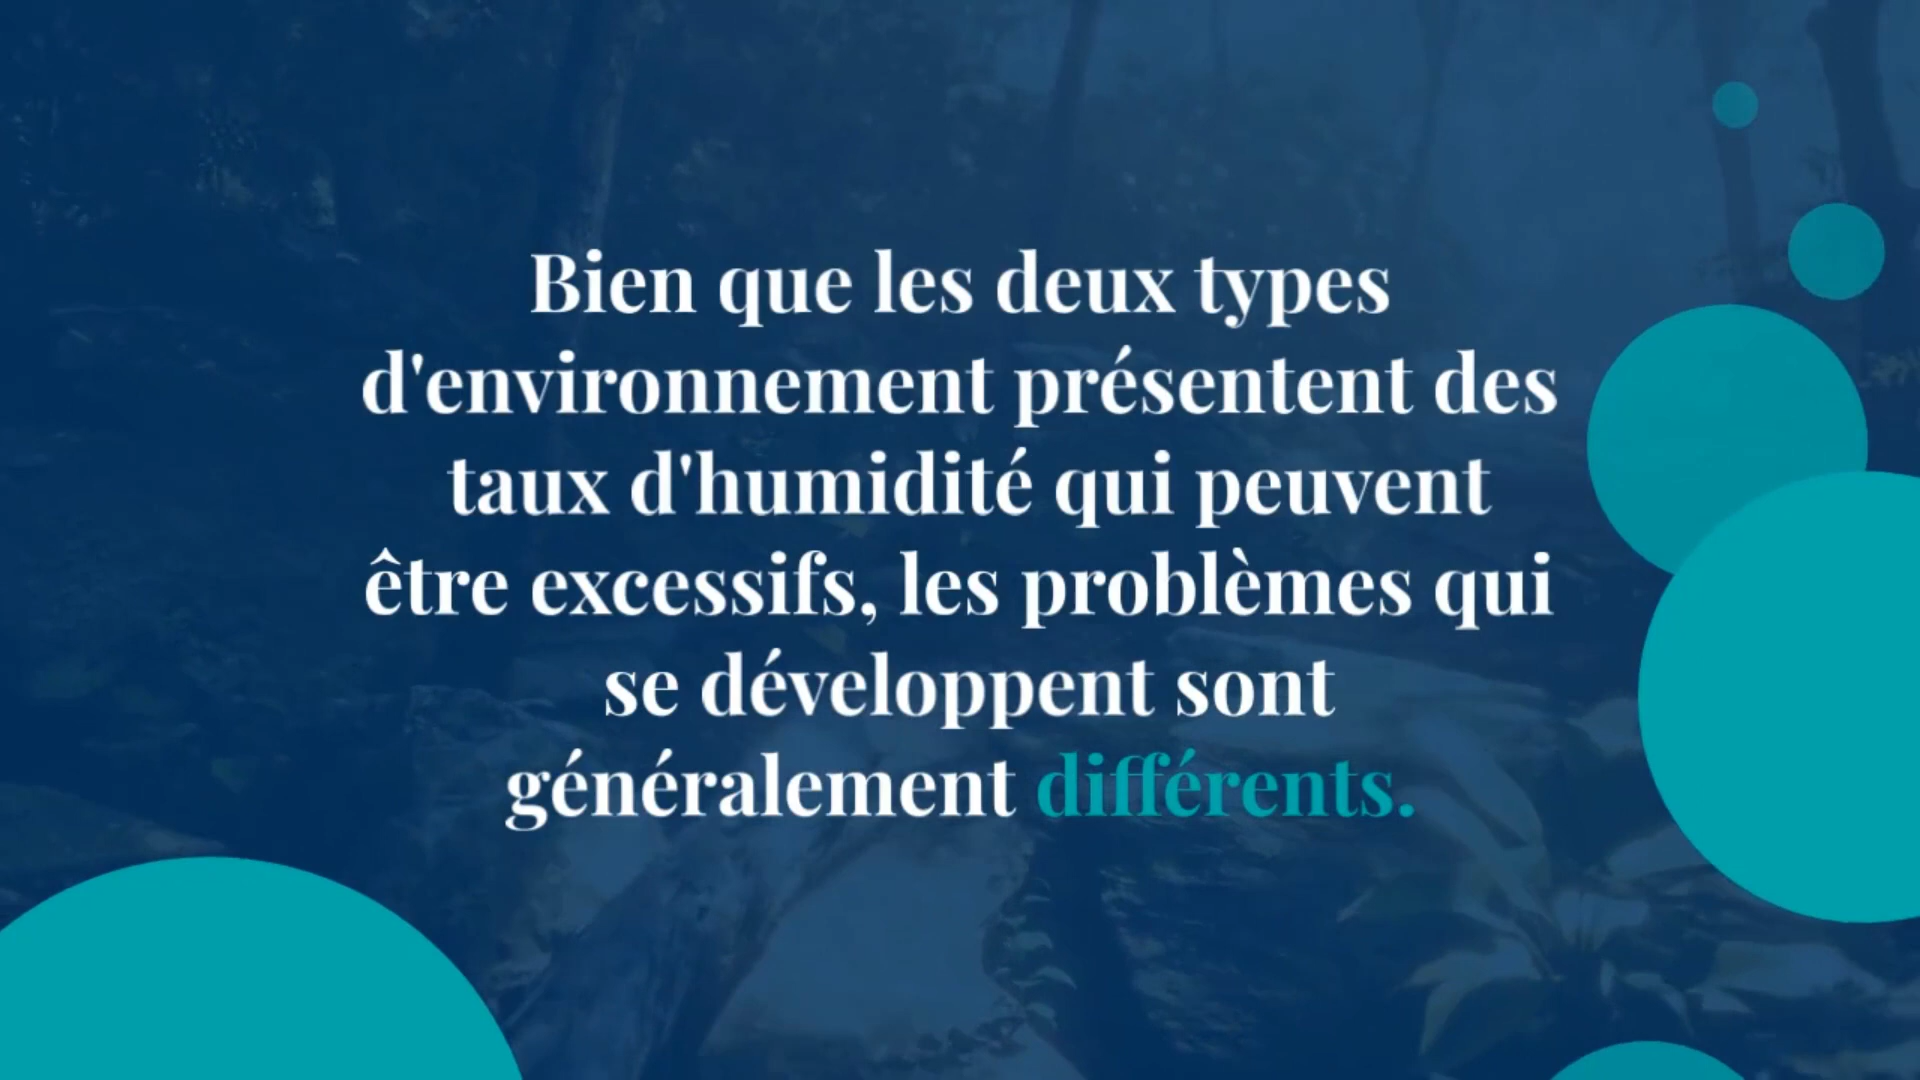 Bien que les deux types
d'environnement présentent des
taux d'humidité qui peuvent
être excessifs, les problèmes qui
se développent sont
généralement différents.